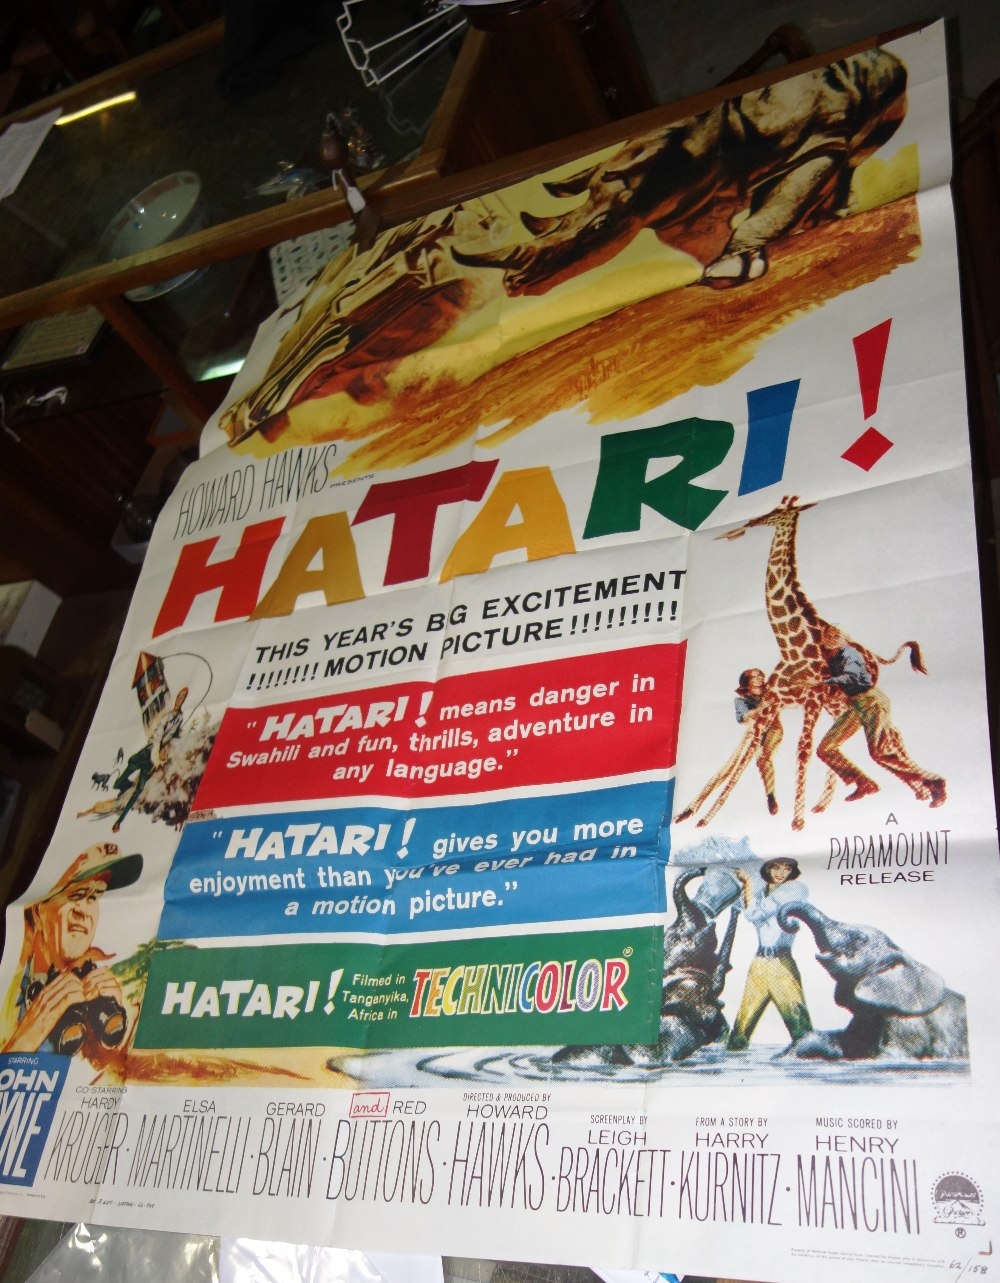 HOWARD HAWKS
PRESENTS
HATARI!
THIS YEAR'S BG EXCITEMENT
!!!!!!!! MOTION PICTURE!!!!!!!!!
"HATARI! means danger in
Swahili and fun, thrills, adventure in
any language."
"HATARI! gives you more
enjoyment than you've ever had in
a motion picture."
HATARI! Filmed in
Tanganyika,
Africa in
TECHNICOLOR®
A
PARAMOUNT
RELEASE
STARRING
OHN
YNE
CO-STARRING
HARDY
KRUGER ·
ELSA
MARTINELLI ·
GERARD
BLAIN ·
and RED
BUTTONS ·
DIRECTED & PRODUCED BY
HOWARD
HAWKS ·
SCREENPLAY BY
LEIGH
BRACKETT ·
FROM A STORY BY
HARRY
KURNITZ ·
MUSIC SCORED BY
HENRY
MANCINI
®
62/158